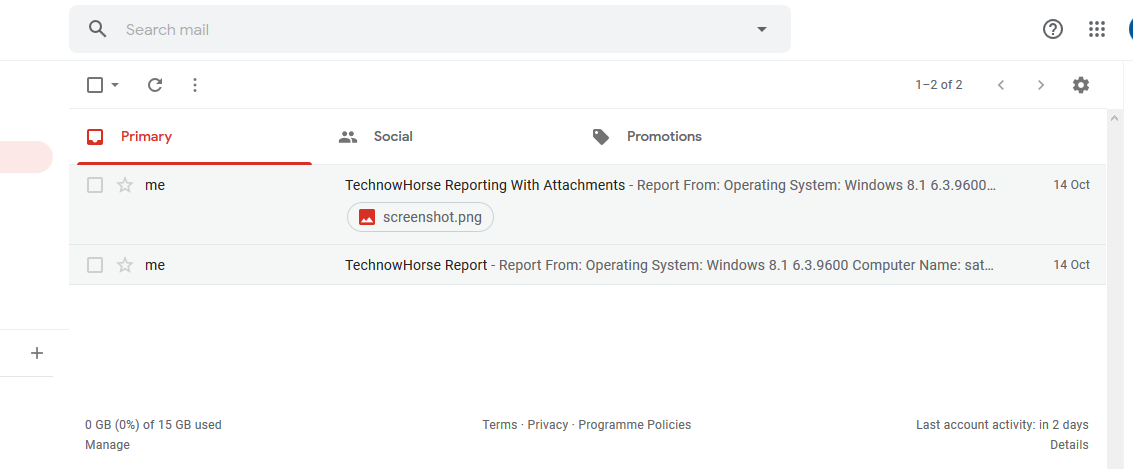 Search mail
1–2 of 2
Primary Social Promotions
me TechnowHorse Reporting With Attachments - Report From: Operating System: Windows 8.1 6.3.9600… 14 Oct
screenshot.png
me TechnowHorse Report - Report From: Operating System: Windows 8.1 6.3.9600 Computer Name: sat… 14 Oct
0 GB (0%) of 15 GB used Terms · Privacy · Programme Policies Last account activity: in 2 days
Manage Details